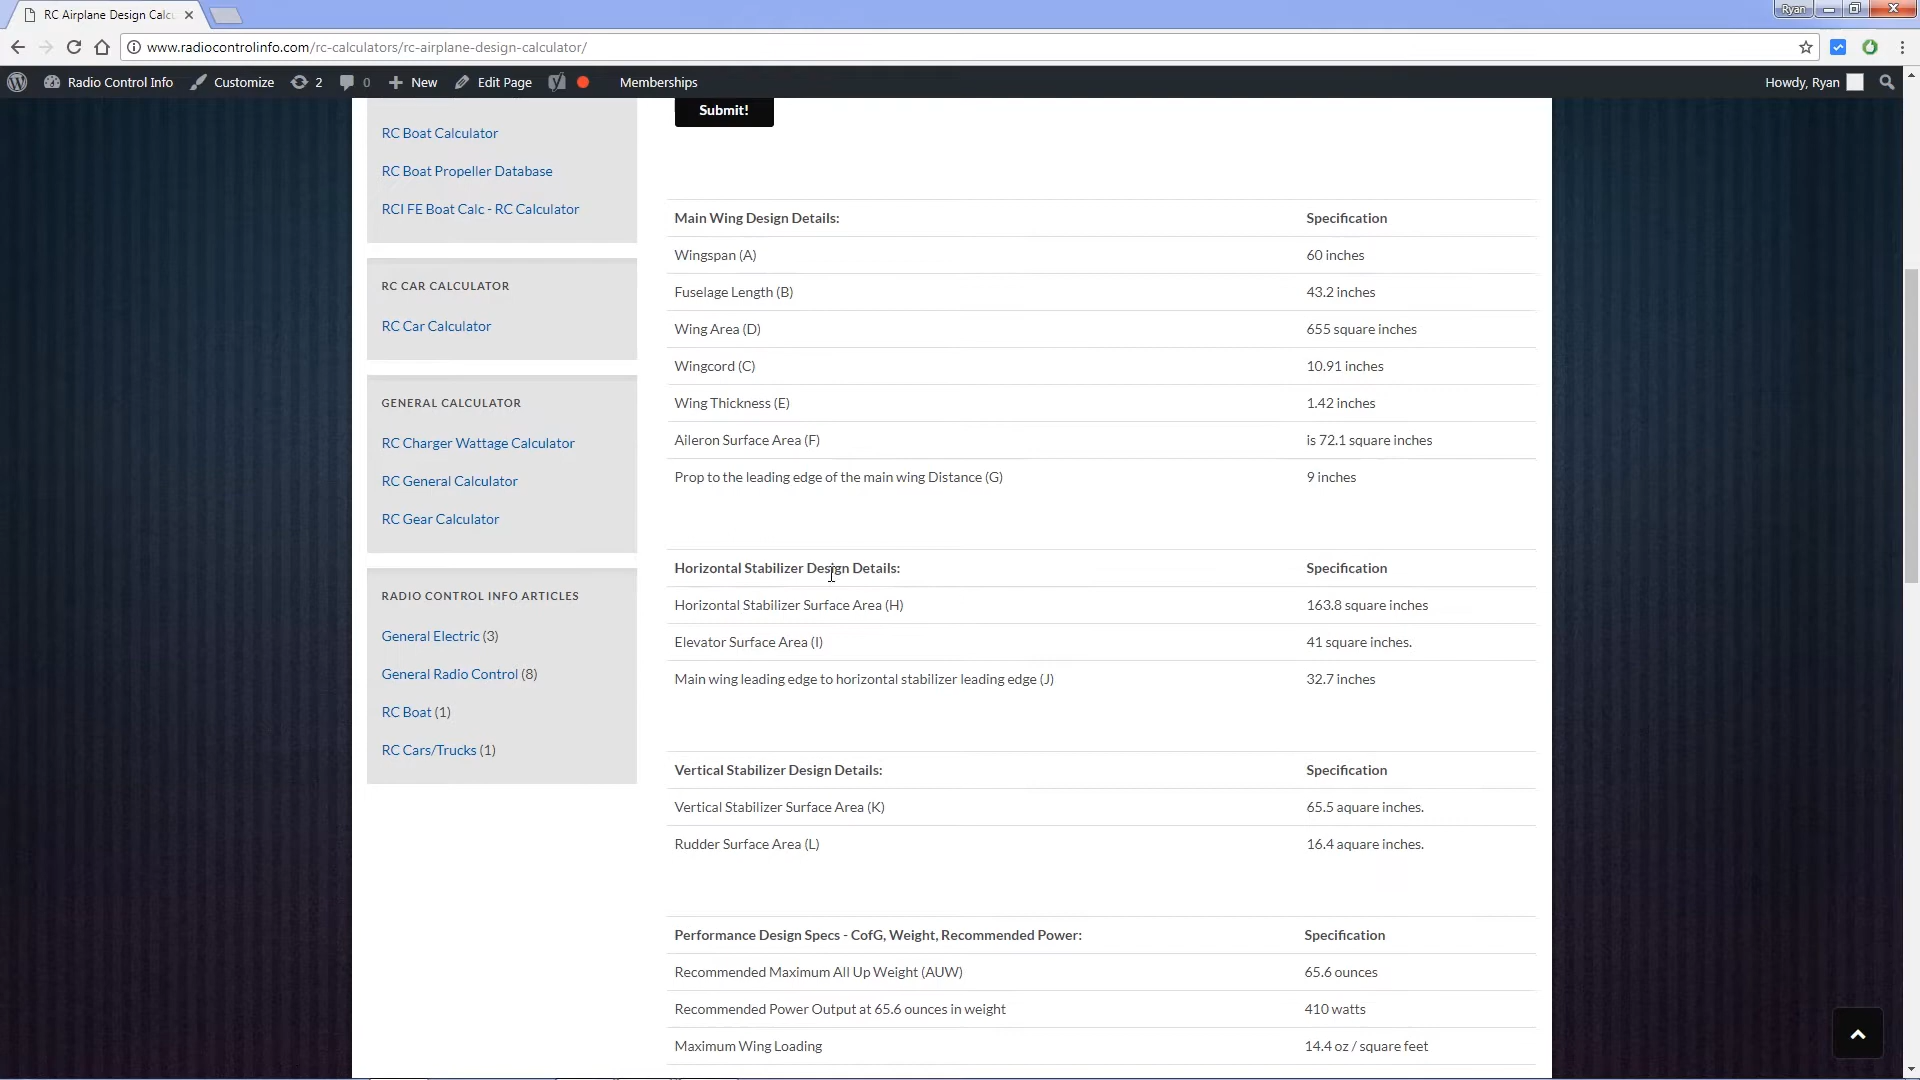 RC Airplane Design Calc
Ryan
www.radiocontrolinfo.com/rc-calculators/rc-airplane-design-calculator/
Radio Control Info
Customize
2
0
New
Edit Page
Memberships
Howdy, Ryan
RC Boat Calculator
RC Boat Propeller Database
RCI FE Boat Calc - RC Calculator
RC CAR CALCULATOR
RC Car Calculator
GENERAL CALCULATOR
RC Charger Wattage Calculator
RC General Calculator
RC Gear Calculator
RADIO CONTROL INFO ARTICLES
General Electric (3)
General Radio Control (8)
RC Boat (1)
RC Cars/Trucks (1)
Submit!
Main Wing Design Details: Specification
Wingspan (A) 60 inches
Fuselage Length (B) 43.2 inches
Wing Area (D) 655 square inches
Wingcord (C) 10.91 inches
Wing Thickness (E) 1.42 inches
Aileron Surface Area (F) is 72.1 square inches
Prop to the leading edge of the main wing Distance (G) 9 inches
Horizontal Stabilizer Design Details: Specification
Horizontal Stabilizer Surface Area (H) 163.8 square inches
Elevator Surface Area (I) 41 square inches.
Main wing leading edge to horizontal stabilizer leading edge (J) 32.7 inches
Vertical Stabilizer Design Details: Specification
Vertical Stabilizer Surface Area (K) 65.5 aquare inches.
Rudder Surface Area (L) 16.4 aquare inches.
Performance Design Specs - CofG, Weight, Recommended Power: Specification
Recommended Maximum All Up Weight (AUW) 65.6 ounces
Recommended Power Output at 65.6 ounces in weight 410 watts
Maximum Wing Loading 14.4 oz / square feet